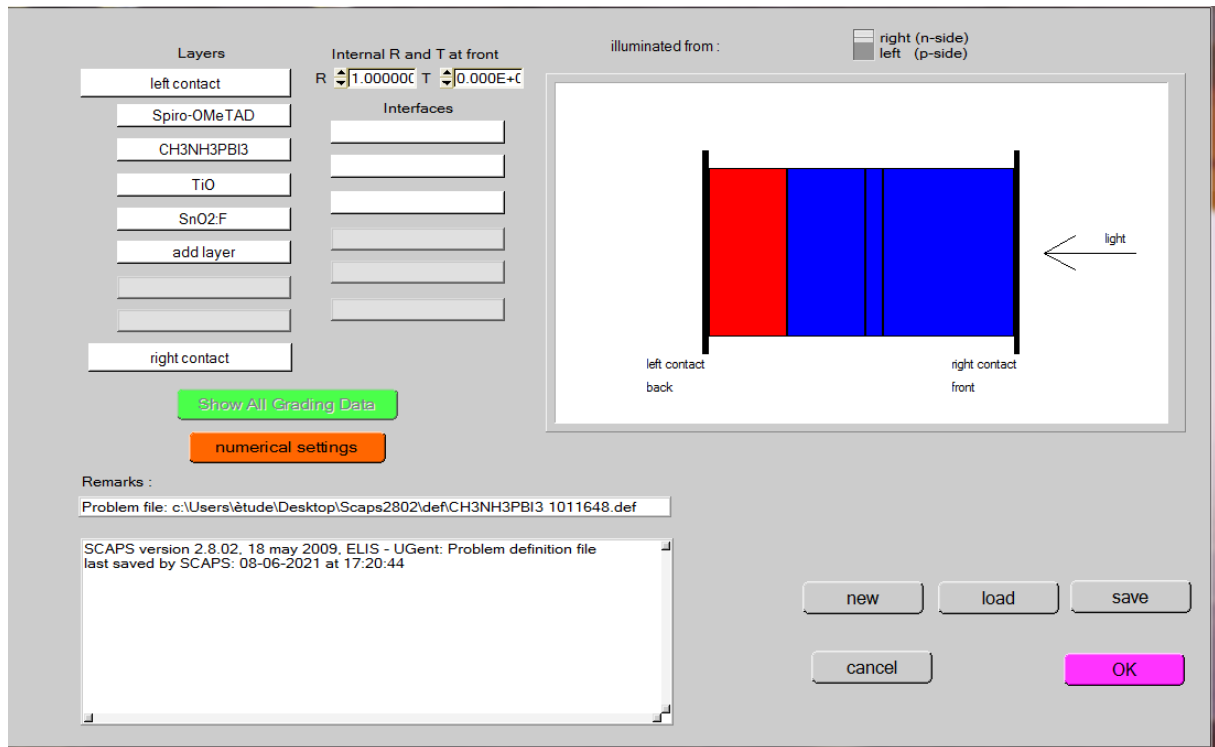 Layers
left contact
Spiro-OMeTAD
CH3NH3PBI3
TiO
SnO2:F
add layer
right contact
Show All Grading Data
numerical settings
Internal R and T at front
R 1.000000 T 0.000E+0
Interfaces
illuminated from :
right (n-side)
left (p-side)
light
left contact
back
right contact
front
Remarks :
Problem file: c:\Users\ètude\Desktop\Scaps2802\def\CH3NH3PBI3 1011648.def
SCAPS version 2.8.02, 18 may 2009, ELIS - UGent: Problem definition file
last saved by SCAPS: 08-06-2021 at 17:20:44
new load save
cancel OK